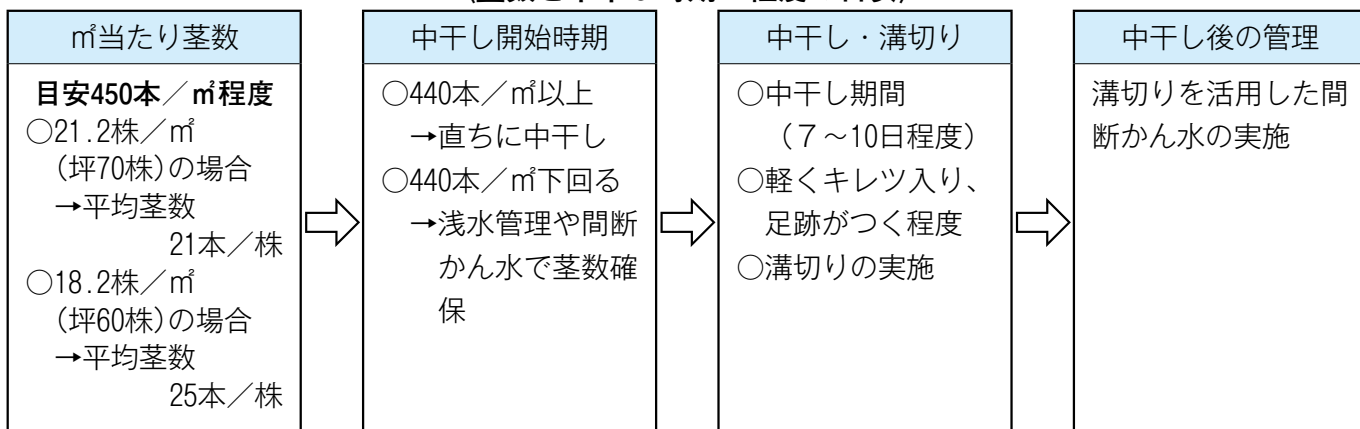 ㎡当たり茎数
目安450本／㎡程度
○21.2株／㎡
（坪70株）の場合
→平均茎数
21本／株
○18.2株／㎡
（坪60株）の場合
→平均茎数
25本／株
中干し開始時期
○440本／㎡以上
→直ちに中干し
○440本／㎡下回る
→浅水管理や間断
かん水で茎数確
保
中干し・溝切り
○中干し期間
（７～10日程度）
○軽くキレツ入り、
足跡がつく程度
○溝切りの実施
中干し後の管理
溝切りを活用した間
断かん水の実施